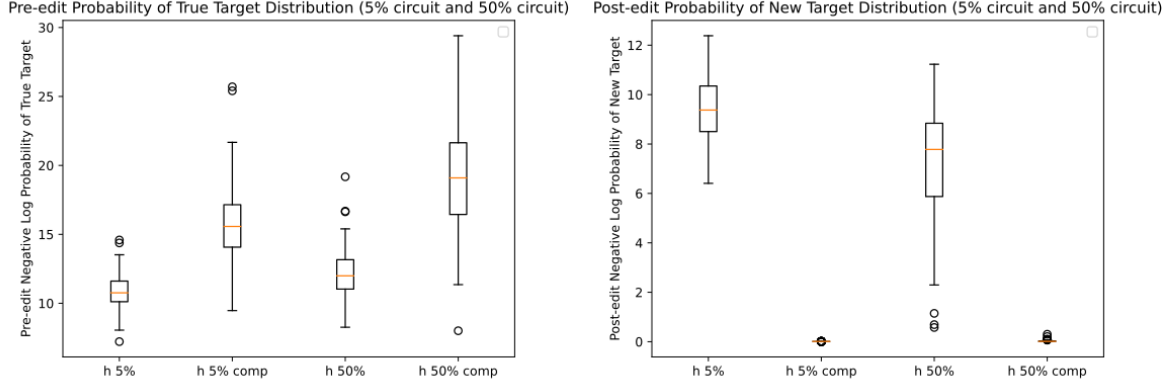 Pre-edit Probability of True Target Distribution (5% circuit and 50% circuit)
Pre-edit Negative Log Probability of True Target
30
25
20
15
10
h 5%
h 5% comp
h 50%
h 50% comp
Post-edit Probability of New Target Distribution (5% circuit and 50% circuit)
Post-edit Negative Log Probability of New Target
12
10
8
6
4
2
0
h 5%
h 5% comp
h 50%
h 50% comp